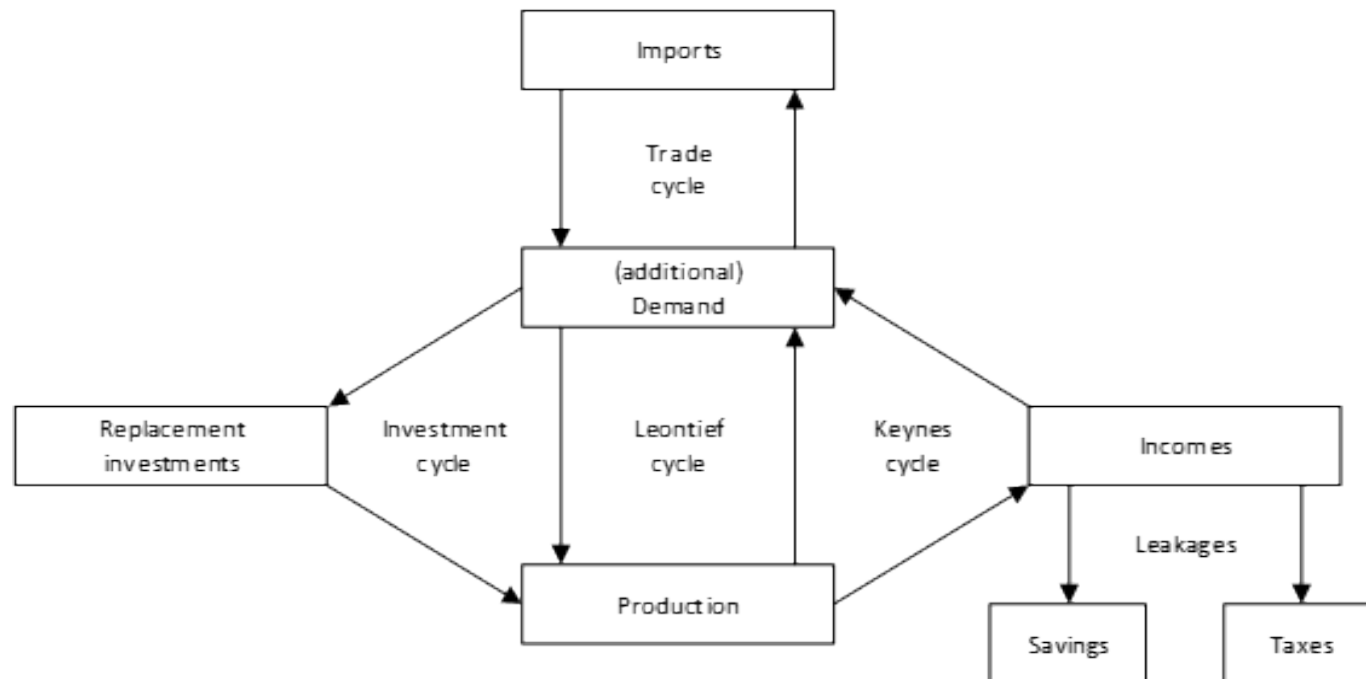 Imports
Trade
cycle
(additional)
Demand
Replacement
investments
Investment
cycle
Leontief
cycle
Keynes
cycle
Incomes
Leakages
Production
Savings
Taxes